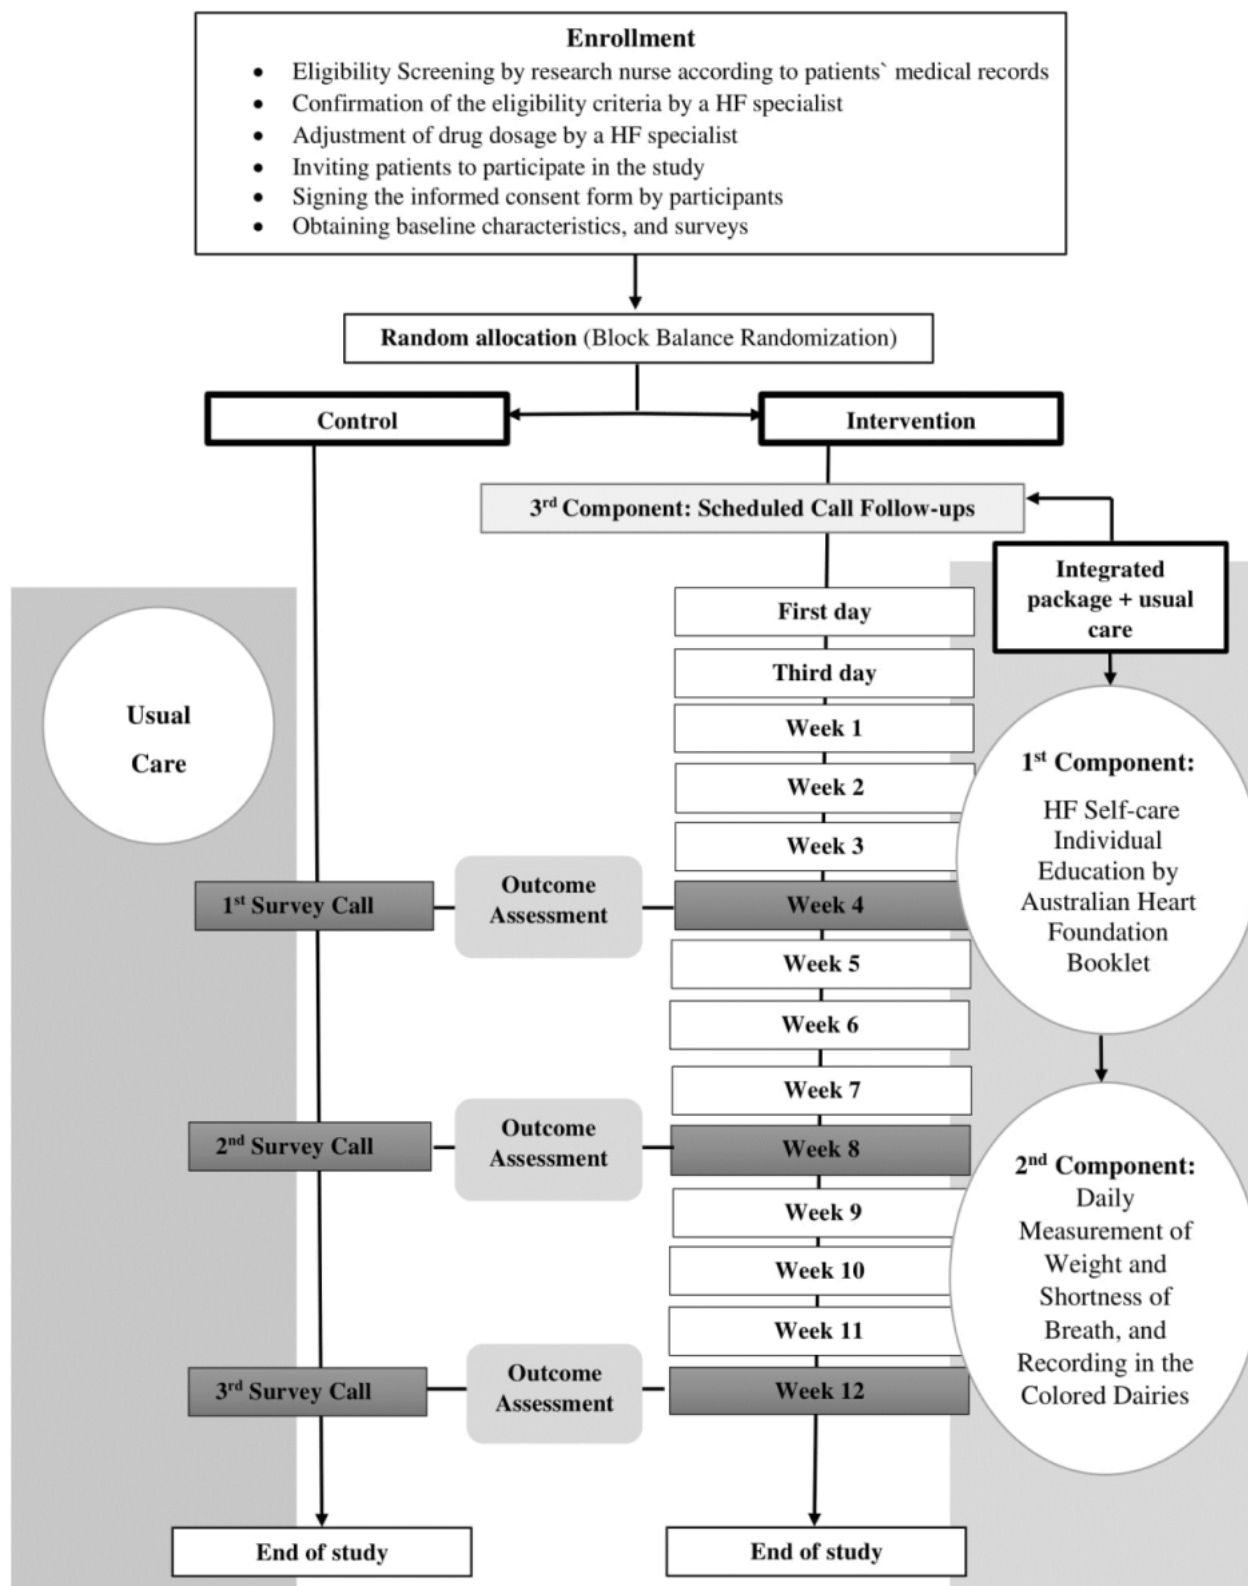 Enrollment
• Eligibility Screening by research nurse according to patients` medical records
• Confirmation of the eligibility criteria by a HF specialist
• Adjustment of drug dosage by a HF specialist
• Inviting patients to participate in the study
• Signing the informed consent form by participants
• Obtaining baseline characteristics, and surveys
Random allocation (Block Balance Randomization)
Control
Intervention
3rd Component: Scheduled Call Follow-ups
Integrated
package + usual
care
First day
Third day
Week 1
Week 2
Week 3
Week 4
Week 5
Week 6
Week 7
Week 8
Week 9
Week 10
Week 11
Week 12
Usual
Care
1st Survey Call
Outcome
Assessment
2nd Survey Call
Outcome
Assessment
3rd Survey Call
Outcome
Assessment
1st Component:
HF Self-care
Individual
Education by
Australian Heart
Foundation
Booklet
2nd Component:
Daily
Measurement of
Weight and
Shortness of
Breath, and
Recording in the
Colored Dairies
End of study
End of study